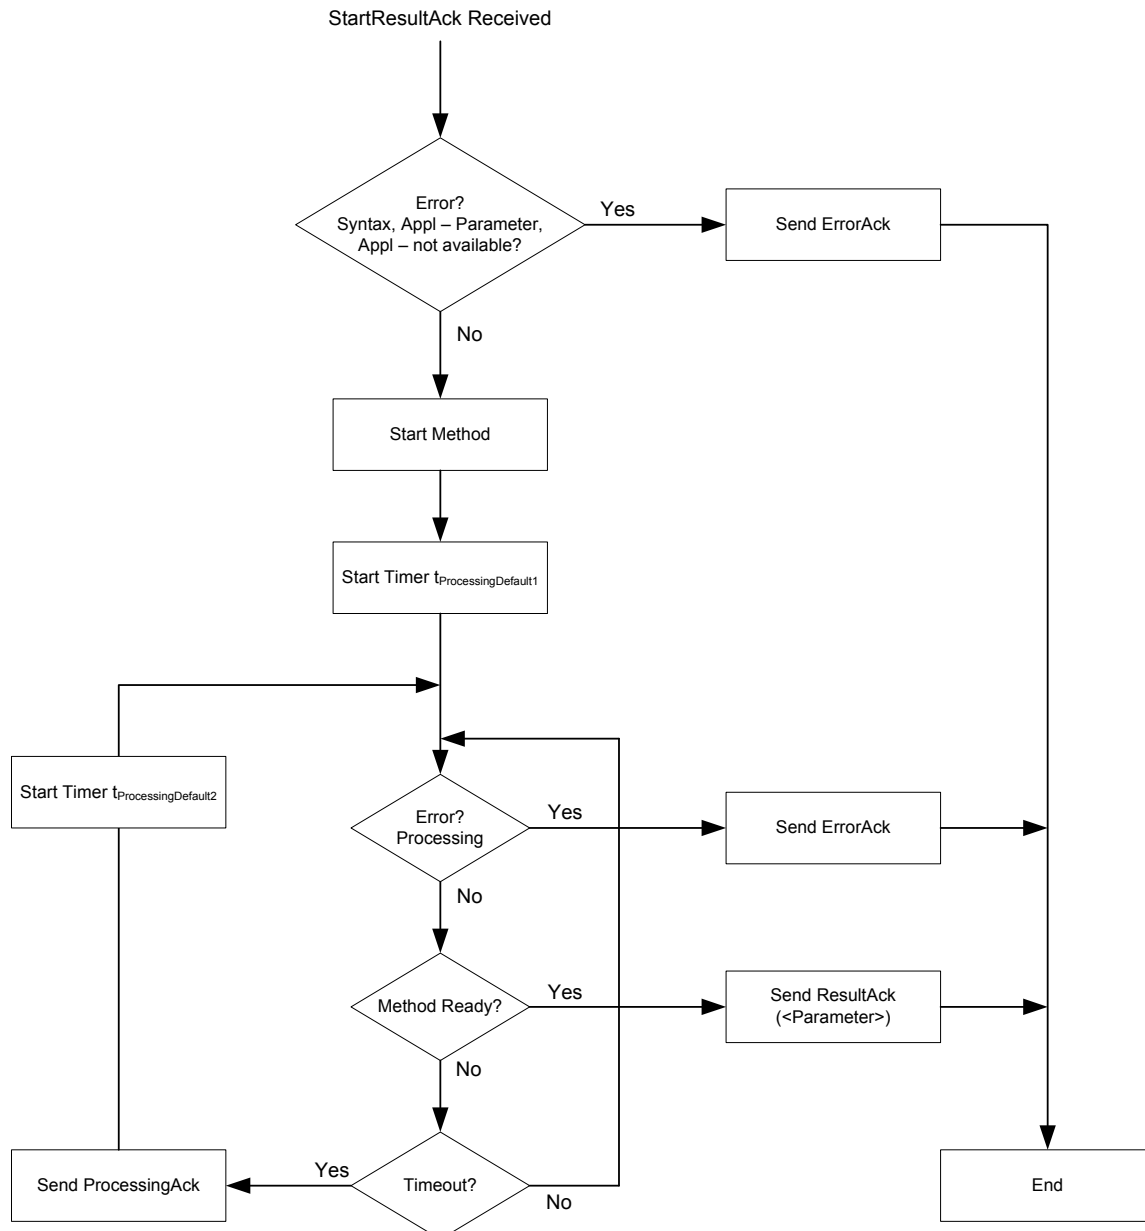 StartResultAck Received
Error?
Syntax, Appl – Parameter,
Appl – not available?
Yes
Send ErrorAck
No
Start Method
Start Timer tProcessingDefault1
Start Timer tProcessingDefault2
Error?
Processing
Yes
Send ErrorAck
No
Method Ready?
Yes
Send ResultAck
(<Parameter>)
No
Send ProcessingAck
Yes
Timeout?
No
End